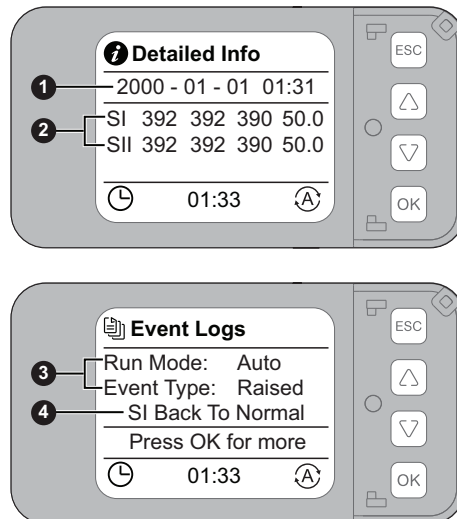 Detailed Info
ESC
1
2000 - 01 - 01 01:31
2
SI 392 392 390 50.0
SII 392 392 390 50.0
01:33
A
OK
Event Logs
ESC
3
Run Mode: Auto
Event Type: Raised
4
SI Back To Normal
Press OK for more
01:33
A
OK